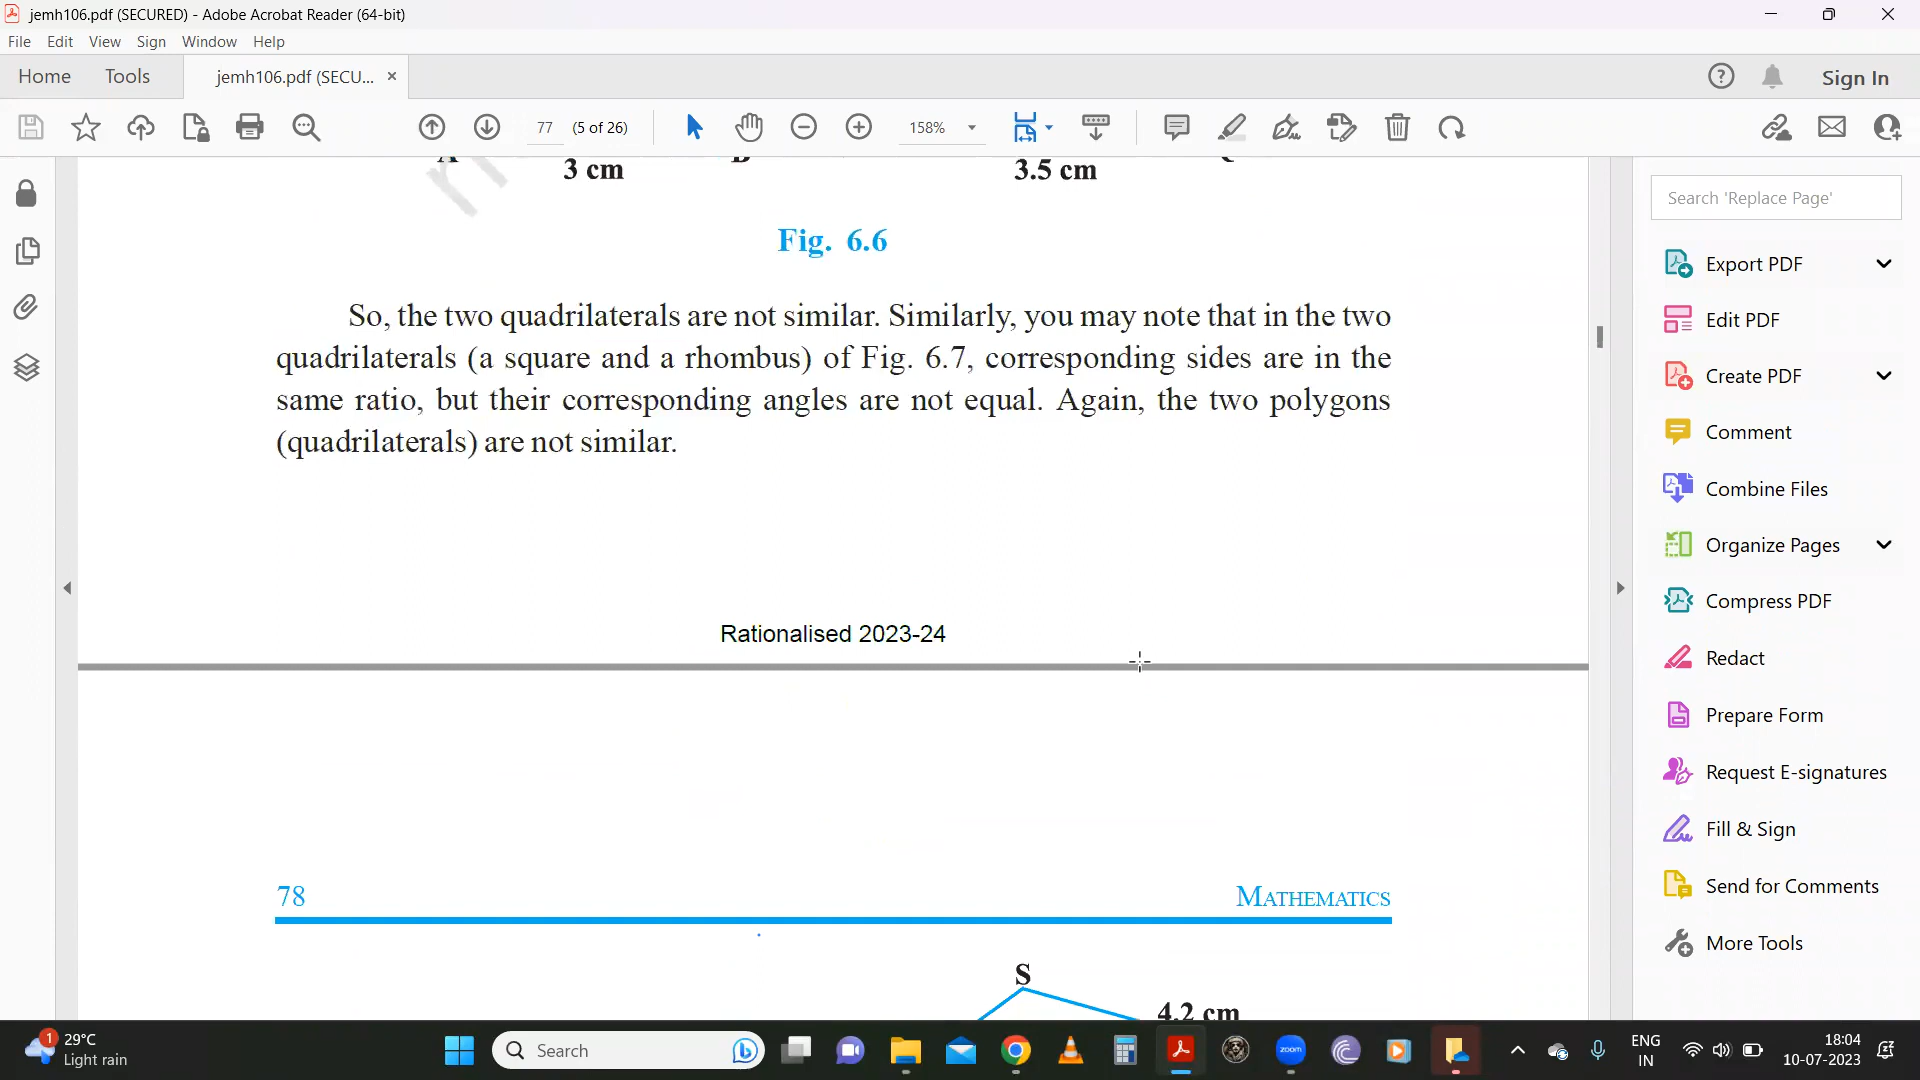 jemh106.pdf (SECURED) - Adobe Acrobat Reader (64-bit)
File Edit View Sign Window Help
Home Tools jemh106.pdf (SECU... × Sign In
77 (5 of 26) 158%
3 cm 3.5 cm
Fig. 6.6
So, the two quadrilaterals are not similar. Similarly, you may note that in the two
quadrilaterals (a square and a rhombus) of Fig. 6.7, corresponding sides are in the
same ratio, but their corresponding angles are not equal. Again, the two polygons
(quadrilaterals) are not similar.
Rationalised 2023-24
78 MATHEMATICS
S
4.2 cm
Search 'Replace Page'
Export PDF
Edit PDF
Create PDF
Comment
Combine Files
Organize Pages
Compress PDF
Redact
Prepare Form
Request E-signatures
Fill & Sign
Send for Comments
More Tools
1 29°C
Light rain
Search
zoom
ENG
IN
18:04
10-07-2023